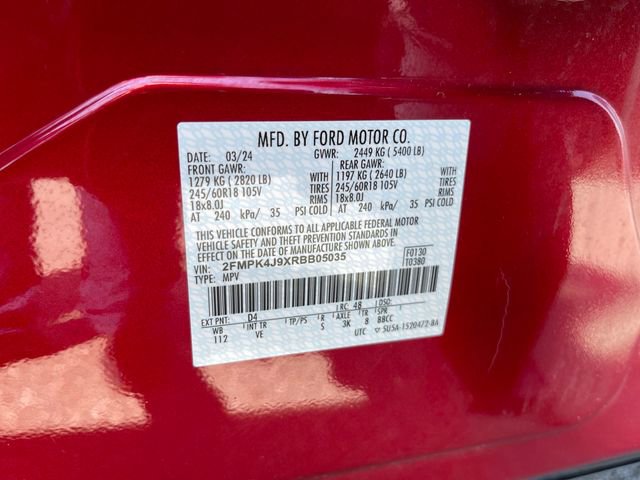 MFD. BY FORD MOTOR CO.
DATE: 03/24 GVWR: 2449 KG ( 5400 LB)
FRONT GAWR: REAR GAWR:
1279 KG ( 2820 LB) 1197 KG ( 2640 LB)
245/60R18 105V TIRES 245/60R18 105V TIRES
18x8.0J RIMS 18x8.0J RIMS
AT 240 kPa/ 35 PSI COLD AT 240 kPa/ 35 PSI COLD
THIS VEHICLE CONFORMS TO ALL APPLICABLE FEDERAL MOTOR
VEHICLE SAFETY AND THEFT PREVENTION STANDARDS IN
EFFECT ON THE DATE OF MANUFACTURE SHOWN ABOVE.
VIN: 2FMPK4J9XRBB05035 F0130
TYPE: MPV T0380
EXT PNT: D4 RC: 48 DSO:
WB INT TR TP/PS R AXLE TR SPR
112 VE S 3K 8 BBCC
UTC